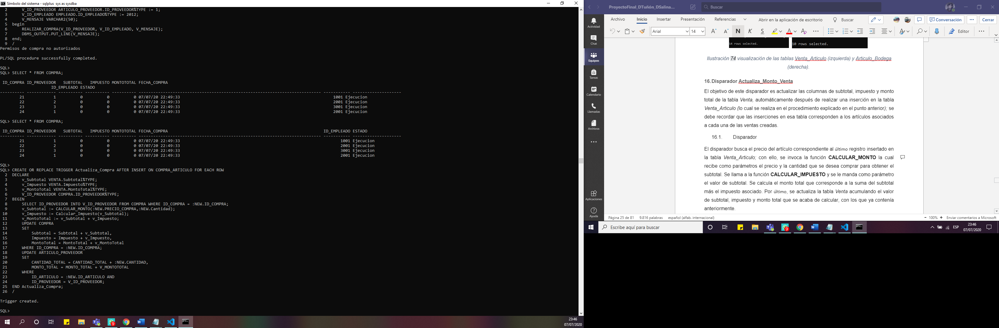 Símbolo del sistema - sqlplus  sys as sysdba
  2      V_ID_PROVEEDOR ARTICULO_PROVEEDOR.ID_PROVEEDOR%TYPE := 1;
  3      V_ID_EMPLEADO EMPLEADO.ID_EMPLEADO%TYPE := 2012;
  4      V_MENSAJE VARCHAR2(50);
  5  begin
  6      REALIZAR_COMPRA(V_ID_PROVEEDOR, V_ID_EMPLEADO, V_MENSAJE);
  7      DBMS_OUTPUT.PUT_LINE(V_MENSAJE);
  8  end;
  9  /
Permisos de compra no autorizados
PL/SQL procedure successfully completed.
SQL>
SQL> SELECT * FROM COMPRA;
 ID_COMPRA ID_PROVEEDOR   SUBTOTAL   IMPUESTO MONTOTOTAL FECHA_COMPRA
ID_EMPLEADO ESTADO
---------- ------------ ---------- ---------- ---------- --------------------------------------------------------------------------- ----------- --------------------
        21            1          0          0          0 07/07/20 22:49:33        1001 Ejecucion
        22            2          0          0          0 07/07/20 22:49:33        2001 Ejecucion
        23            3          0          0          0 07/07/20 22:49:33        3001 Ejecucion
        24            1          0          0          0 07/07/20 22:49:33        2001 Ejecucion
SQL> SELECT * FROM COMPRA;
 ID_COMPRA ID_PROVEEDOR   SUBTOTAL   IMPUESTO MONTOTOTAL FECHA_COMPRA        ID_EMPLEADO ESTADO
---------- ------------ ---------- ---------- ---------- --------------------------------------------------------------------------- ----------- --------------------
        21            1          0          0          0 07/07/20 22:49:33        1001 Ejecucion
        22            2          0          0          0 07/07/20 22:49:33        2001 Ejecucion
        23            3          0          0          0 07/07/20 22:49:33        3001 Ejecucion
        24            1          0          0          0 07/07/20 22:49:33        2001 Ejecucion
SQL>
SQL> CREATE OR REPLACE TRIGGER Actualiza_Compra AFTER INSERT ON COMPRA_ARTICULO FOR EACH ROW
  2  DECLARE
  3      v_Subtotal VENTA.Subtotal%TYPE;
  4      v_Impuesto VENTA.Impuesto%TYPE;
  5      v_MontoTotal VENTA.MontoTotal%TYPE;
  6      V_ID_PROVEEDOR COMPRA.ID_PROVEEDOR%TYPE;
  7  BEGIN
  8      SELECT ID_PROVEEDOR INTO V_ID_PROVEEDOR FROM COMPRA WHERE ID_COMPRA = :NEW.ID_COMPRA;
  9      v_Subtotal := CALCULAR_MONTO(:NEW.PRECIO_COMPRA,:NEW.Cantidad);
 10      v_Impuesto := Calcular_Impuesto(v_Subtotal);
 11      v_MontoTotal := v_Subtotal + v_Impuesto;
 12      UPDATE COMPRA
 13      SET
 14          Subtotal = Subtotal + v_Subtotal,
 15          Impuesto = Impuesto + v_Impuesto,
 16          MontoTotal = MontoTotal + v_MontoTotal
 17      WHERE ID_COMPRA = :NEW.ID_COMPRA;
 18      UPDATE ARTICULO_PROVEEDOR
 19      SET
 20          CANTIDAD_TOTAL = CANTIDAD_TOTAL + :NEW.CANTIDAD,
 21          MONTO_TOTAL = MONTO_TOTAL + V_MONTOTOTAL
 22      WHERE
 23          ID_ARTICULO = :NEW.ID_ARTICULO AND
 24          ID_PROVEEDOR = V_ID_PROVEEDOR;
 25  END Actualiza_Compra;
 26  /
Trigger created.
SQL>
9
23:46
07/07/2020
ProyectoFinal_DTuñón_DSalina...
Buscar
Actividad
Chat
Equipos
Tareas
Calendario
Llamadas
Archivos
Aplicaciones
Ayuda
Archivo Inicio Insertar Presentación Referencias Abrir en la aplicación de escritorio Buscar Conversación Cerrar
Arial 14 N K S Editor
14 rows selected. 10 rows selected.
Ilustración 74 visualización de las tablas Venta_Articulo (izquierda) y Articulo_Bodega
(derecha).
16. Disparador Actualiza_Monto_Venta
El objetivo de este disparador es actualizar las columnas de subtotal, impuesto y monto
total de la tabla Venta, automáticamente después de realizar una inserción en la tabla
Venta_Articulo (lo cual se realiza en el procedimiento explicado en el punto anterior); se
debe recordar que las inserciones en esa tabla corresponden a los artículos asociados
a cada una de las ventas creadas.
16.1. Disparador
El disparador busca el precio del artículo correspondiente al último registro insertado en
la tabla Venta_Articulo; con ello, se invoca la función CALCULAR_MONTO la cual
recibe como parámetros el precio y la cantidad que se desea comprar para obtener el
subtotal. Se llama a la función CALCULAR_IMPUESTO y se le manda como parámetro
el valor de subtotal. Se calcula el monto total que corresponde a la suma del subtotal
más el impuesto asociado. Por último, se actualiza la tabla Venta acumulando el valor
de subtotal, impuesto y monto total que se acaba de calcular, con los que ya contenía
anteriormente.
Página 25 de 81 9.816 palabras español (alfab. internacional) - 100% + Enviar comentarios a Microsoft
Escribe aquí para buscar
9
ESP
23:46
07/07/2020